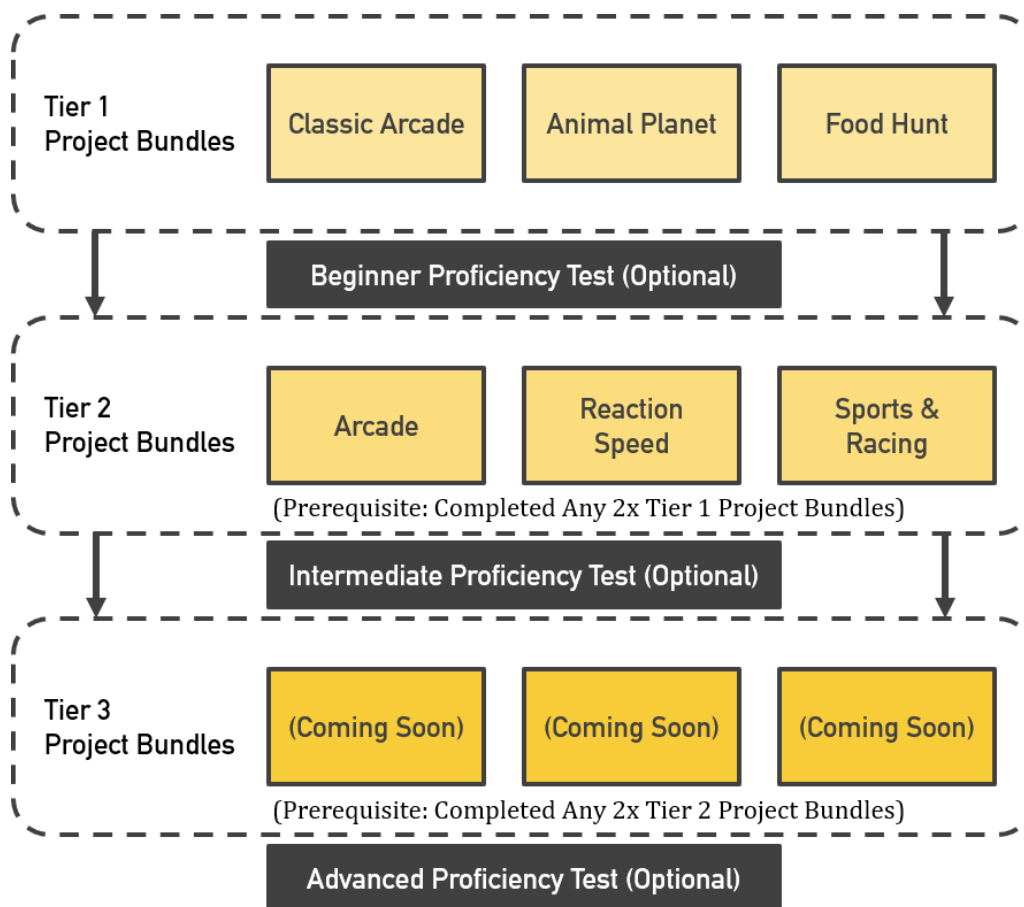 Tier 1
Project Bundles
Classic Arcade
Animal Planet
Food Hunt
Beginner Proficiency Test (Optional)
Tier 2
Project Bundles
Arcade
Reaction
Speed
Sports &
Racing
(Prerequisite: Completed Any 2x Tier 1 Project Bundles)
Intermediate Proficiency Test (Optional)
Tier 3
Project Bundles
(Coming Soon)
(Coming Soon)
(Coming Soon)
(Prerequisite: Completed Any 2x Tier 2 Project Bundles)
Advanced Proficiency Test (Optional)